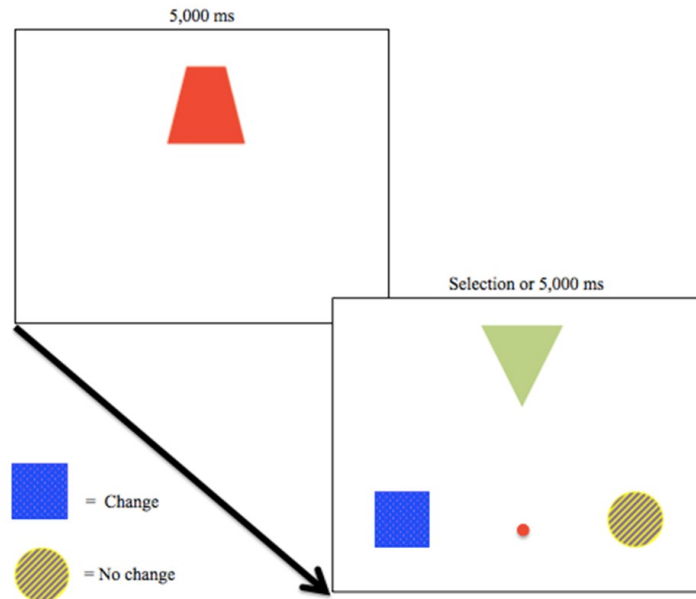 5,000 ms
Selection or 5,000 ms
= Change
= No change